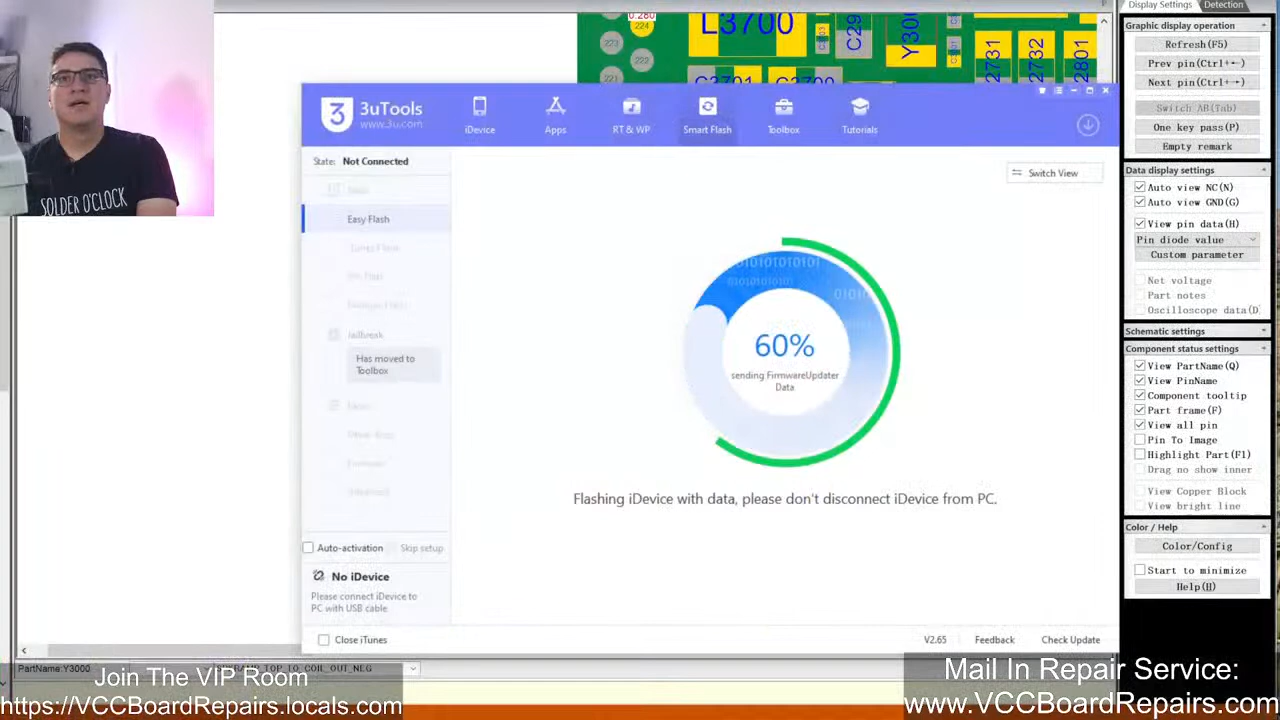 SOLDER O'CLOCK
0.280
224
223
222
221
L3700
C29
Y300
2731
2732
2801
C3701
C3700
3uTools
www.3u.com
iDevice
Apps
RT & WP
Smart Flash
Toolbox
Tutorials
State: Not Connected
Easy Flash
Jailbreak
Has moved to
Toolbox
Auto-activation Skip setup
No iDevice
Please connect iDevice to
PC with USB cable.
Close iTunes
Switch View
60%
sending FirmwareUpdater
Data
Flashing iDevice with data, please don't disconnect iDevice from PC.
V2.65 Feedback Check Update
Display Settings Detection
Graphic display operation
Refresh(F5)
Prev pin(Ctrl+←)
Next pin(Ctrl+→)
Switch AB(Tab)
One key pass(P)
Empty remark
Data display settings
Auto view NC(N)
Auto view GND(G)
View pin data(H)
Pin diode value
Custom parameter
Net voltage
Part notes
Oscilloscope data(D
Schematic settings
Component status settings
View PartName(Q)
View PinName
Component tooltip
Part frame(F)
View all pin
Pin To Image
Highlight Part(F1)
Drag no show inner
View Copper Block
View bright line
Color / Help
Color/Config
Start to minimize
Help(H)
PartName:Y3000
Join The VIP Room
https://VCCBoardRepairs.locals.com
Mail In Repair Service:
www.VCCBoardRepairs.com